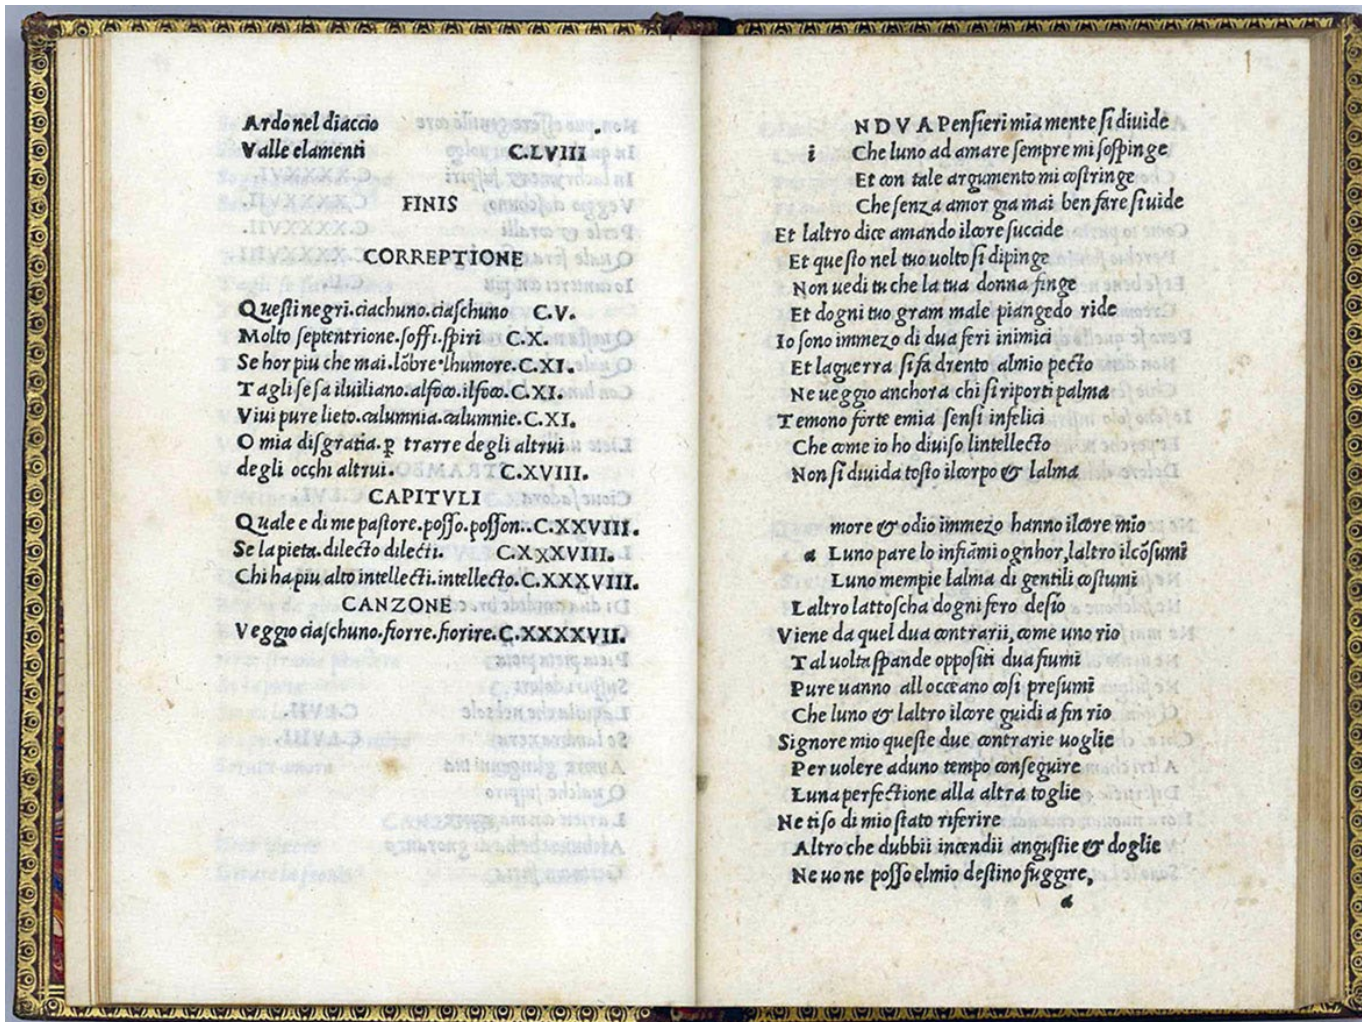 Ardo nel diaccio .
Valle elamenti C.LVIII
FINIS
CORREPTIONE
Questi negri.ciachuno.ciaschuno C.V.
Molto septentrione.soffi.spiri C.X.
Se hor piu che mai.lõbre.lhumore.C.XI.
Tagli se sa iluiliano.alfoco.ilfoco.C.XI.
Viui pure lieto.calumnia.calumnie.C.XI.
O mia disgratia.ꝑ trarre degli altrui
degli occhi altrui. C.XVIII.
CAPITVLI
Quale e di me pastore.posso.posson..C.XXVIII.
Se la pieta.dilecto dilecti. C.XXXVIII.
Chi ha piu alto intellecti.intellecto.C.XXXVIII.
CANZONE
Veggio ciaschuno.fiorre.fiorire.C.XXXXVII.
1
NDVA Pensieri mia mente si diuide
i Che luno ad amare sempre mi sospinge
Et con tale argumento mi costringe
Che senza amor gia mai ben fare si uide
Et laltro dice amando ilcore succide
Et questo nel tuo uolto si dipinge
Non uedi tu che la tua donna finge
Et dogni tuo gram male piangedo ride
Io sono immezo di dua feri inimici
Et laguerra si fa drento almio pecto
Ne ueggio anchora chi si riporti palma
Temono forte emia sensi infelici
Che come io ho diuiso lintellecto
Non si diuida tosto ilcorpo & lalma
more & odio immezo hanno ilcore mio
a Luno pare lo infiãmi ognhor, laltro ilcõsumi
Luno mempie lalma di gentili costumi
Laltro lattoscha dogni fero desio
Viene da quel dua contrarii, come uno rio
Tal uolta spande oppositi dua fiumi
Pure uanno all occeano cosi presumi
Che luno & laltro ilcore guidi a fin rio
Signore mio queste due contrarie uoglie
Per uolere aduno tempo conseguire
Luna perfectione alla altra toglie
Ne ti so di mio stato riferire
Altro che dubbii incendii angustie & doglie
Ne uo ne posso elmio destino fuggire,
a